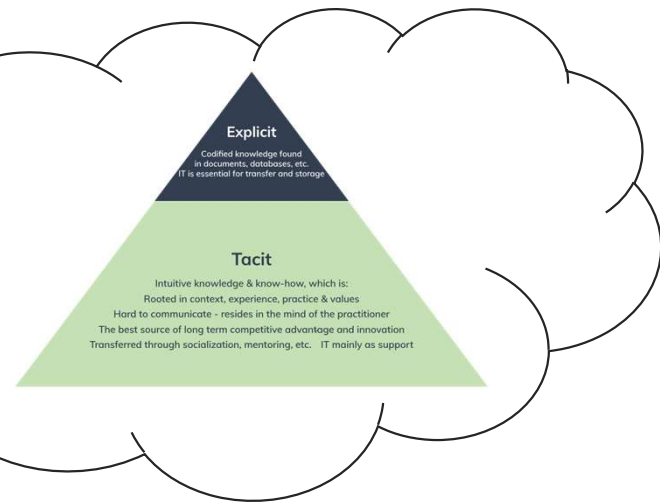 Explicit
Codified knowledge found
in documents, databases, etc.
IT is essential for transfer and storage
Tacit
Intuitive knowledge & know-how, which is:
Rooted in context, experience, practice & values
Hard to communicate - resides in the mind of the practitioner
The best source of long term competitive advantage and innovation
Transferred through socialization, mentoring, etc. IT mainly as support